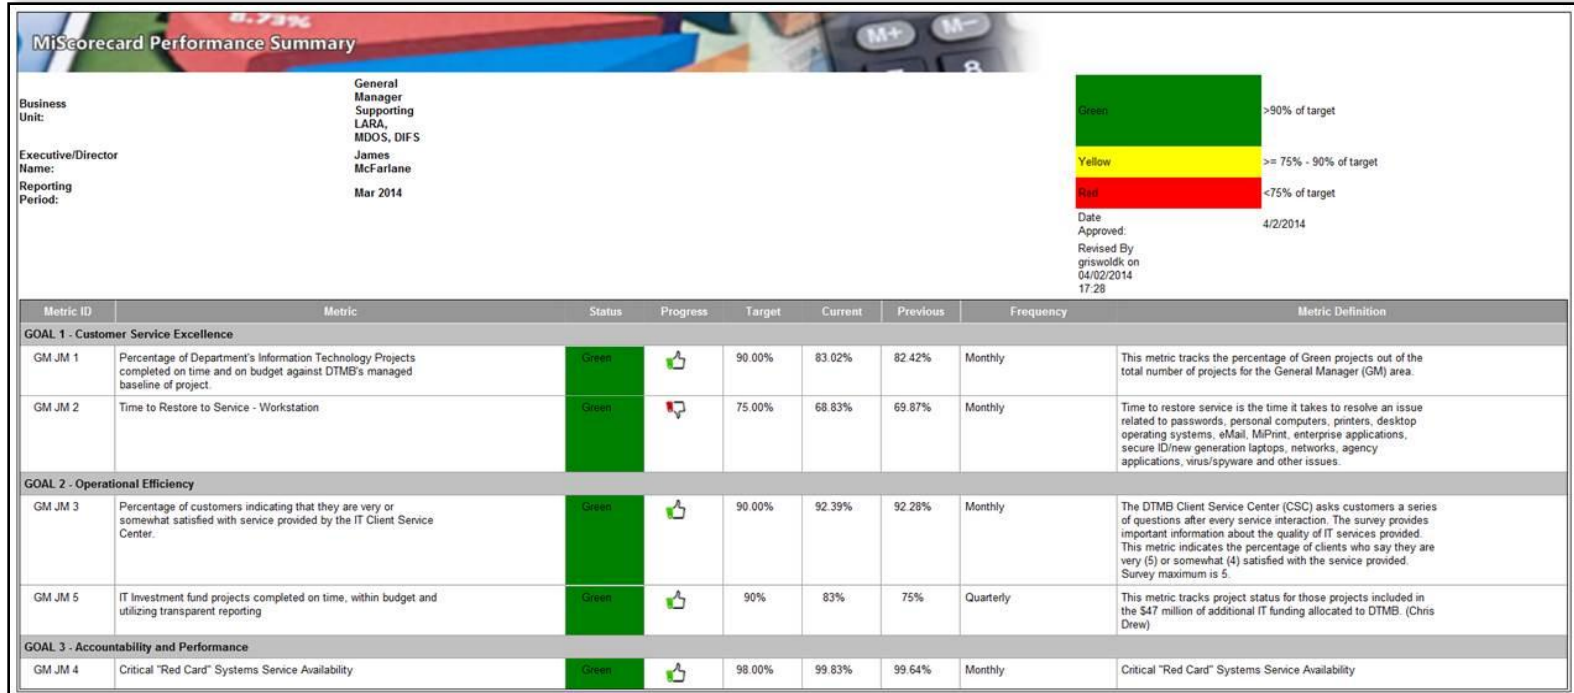 8.73%
M+
M-
8
MiScorecard Performance Summary
Business
Unit:
General
Manager
Supporting
LARA,
MDOS, DIFS
Executive/Director
Name:
James
McFarlane
Reporting
Period:
Mar 2014
Green >90% of target
Yellow >= 75% - 90% of target
Red <75% of target
Date
Approved:
4/2/2014
Revised By
griswoldk on
04/02/2014
17:28
Metric ID Metric Status Progress Target Current Previous Frequency Metric Definition
GOAL 1 - Customer Service Excellence
GM JM 1
Percentage of Department's Information Technology Projects
completed on time and on budget against DTMB's managed
baseline of project.
Green 90.00% 83.02% 82.42% Monthly
This metric tracks the percentage of Green projects out of the
total number of projects for the General Manager (GM) area.
GM JM 2
Time to Restore to Service - Workstation
Green 75.00% 68.83% 69.87% Monthly
Time to restore service is the time it takes to resolve an issue
related to passwords, personal computers, printers, desktop
operating systems, eMail, MiPrint, enterprise applications,
secure ID/new generation laptops, networks, agency
applications, virus/spyware and other issues.
GOAL 2 - Operational Efficiency
GM JM 3
Percentage of customers indicating that they are very or
somewhat satisfied with service provided by the IT Client Service
Center.
Green 90.00% 92.39% 92.28% Monthly
The DTMB Client Service Center (CSC) asks customers a series
of questions after every service interaction. The survey provides
important information about the quality of IT services provided.
This metric indicates the percentage of clients who say they are
very (5) or somewhat (4) satisfied with the service provided.
Survey maximum is 5.
GM JM 5
IT Investment fund projects completed on time, within budget and
utilizing transparent reporting
Green 90% 83% 75% Quarterly
This metric tracks project status for those projects included in
the $47 million of additional IT funding allocated to DTMB. (Chris
Drew)
GOAL 3 - Accountability and Performance
GM JM 4
Critical "Red Card" Systems Service Availability
Green 98.00% 99.83% 99.64% Monthly
Critical "Red Card" Systems Service Availability